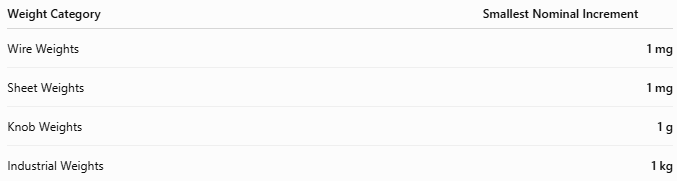 Weight Category Smallest Nominal Increment
Wire Weights 1 mg
Sheet Weights 1 mg
Knob Weights 1 g
Industrial Weights 1 kg